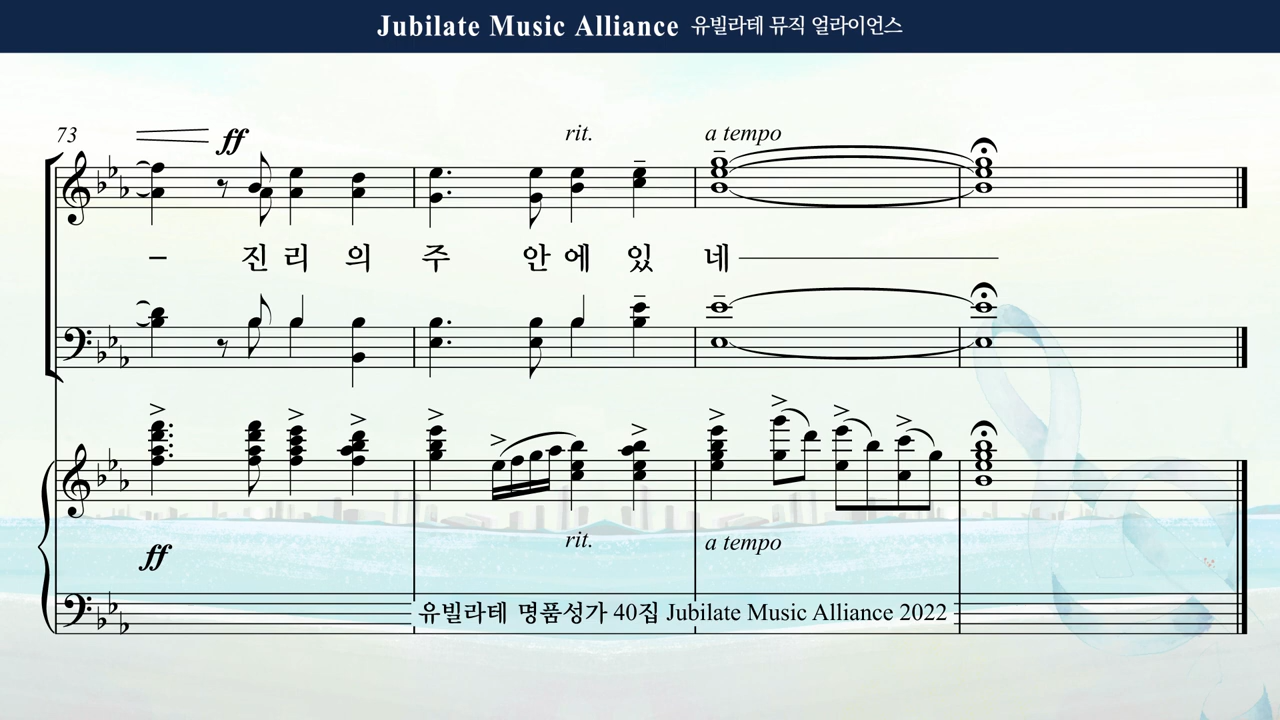 Jubilate Music Alliance 유빌라테 뮤직 얼라이언스
73
ff
rit.
a tempo
– 진 리 의 주 안 에 있 네
rit.
a tempo
ff
유빌라테 명품성가 40집 Jubilate Music Alliance 2022